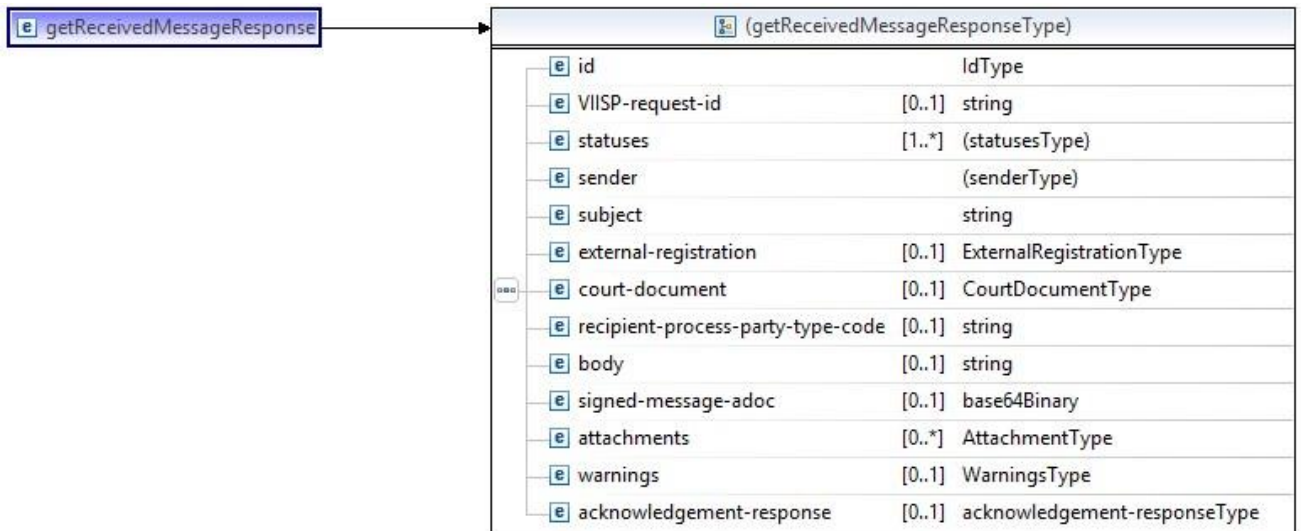 e getReceivedMessageResponse
(getReceivedMessageResponseType)
e id IdType
e VIISP-request-id [0..1] string
e statuses [1..*] (statusesType)
e sender (senderType)
e subject string
e external-registration [0..1] ExternalRegistrationType
e court-document [0..1] CourtDocumentType
e recipient-process-party-type-code [0..1] string
e body [0..1] string
e signed-message-adoc [0..1] base64Binary
e attachments [0..*] AttachmentType
e warnings [0..1] WarningsType
e acknowledgement-response [0..1] acknowledgement-responseType